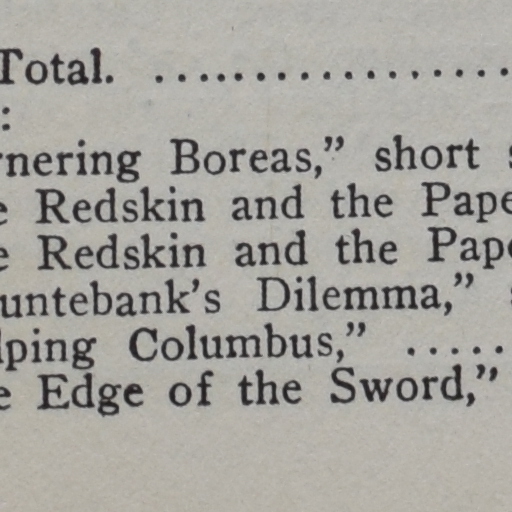 Total. ..................
:
rnering Boreas,” short s
e Redskin and the Pape
e Redskin and the Pape
untebank’s Dilemma,” s
lping Columbus,” .....
e Edge of the Sword,”